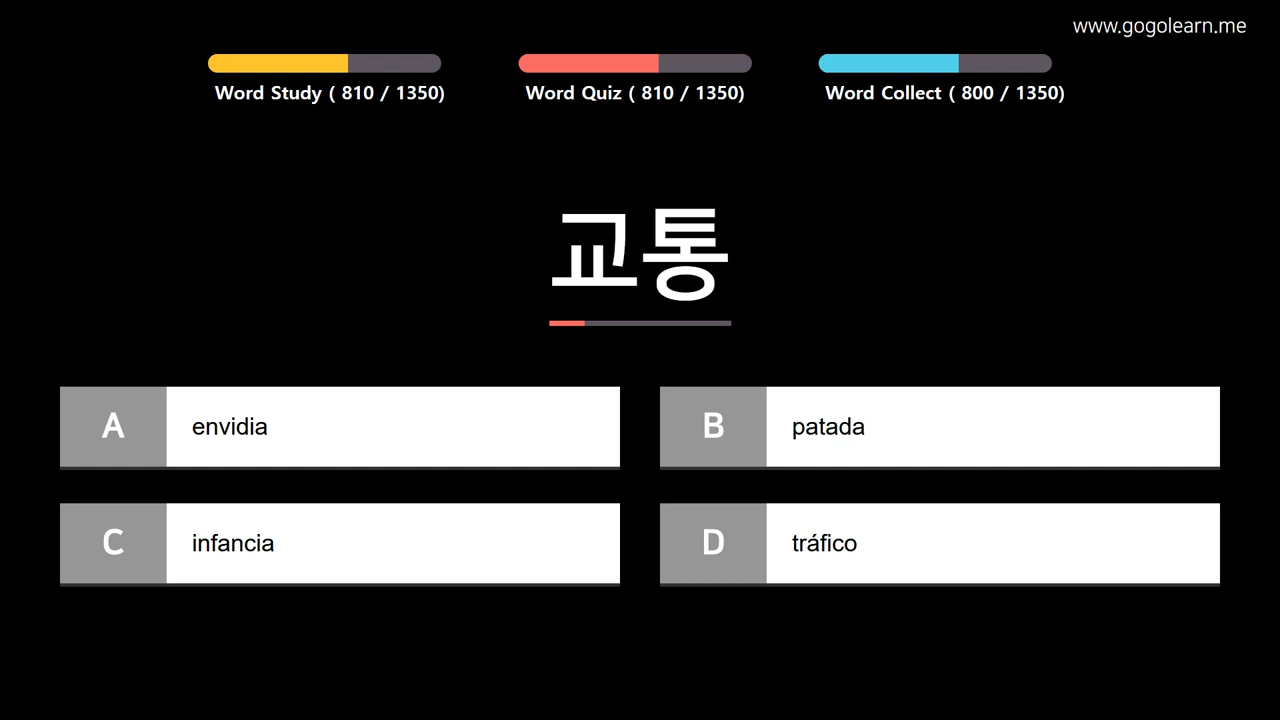 www.gogolearn.me
Word Study ( 810 / 1350)
Word Quiz ( 810 / 1350)
Word Collect ( 800 / 1350)
교통
A envidia
B patada
C infancia
D tráfico